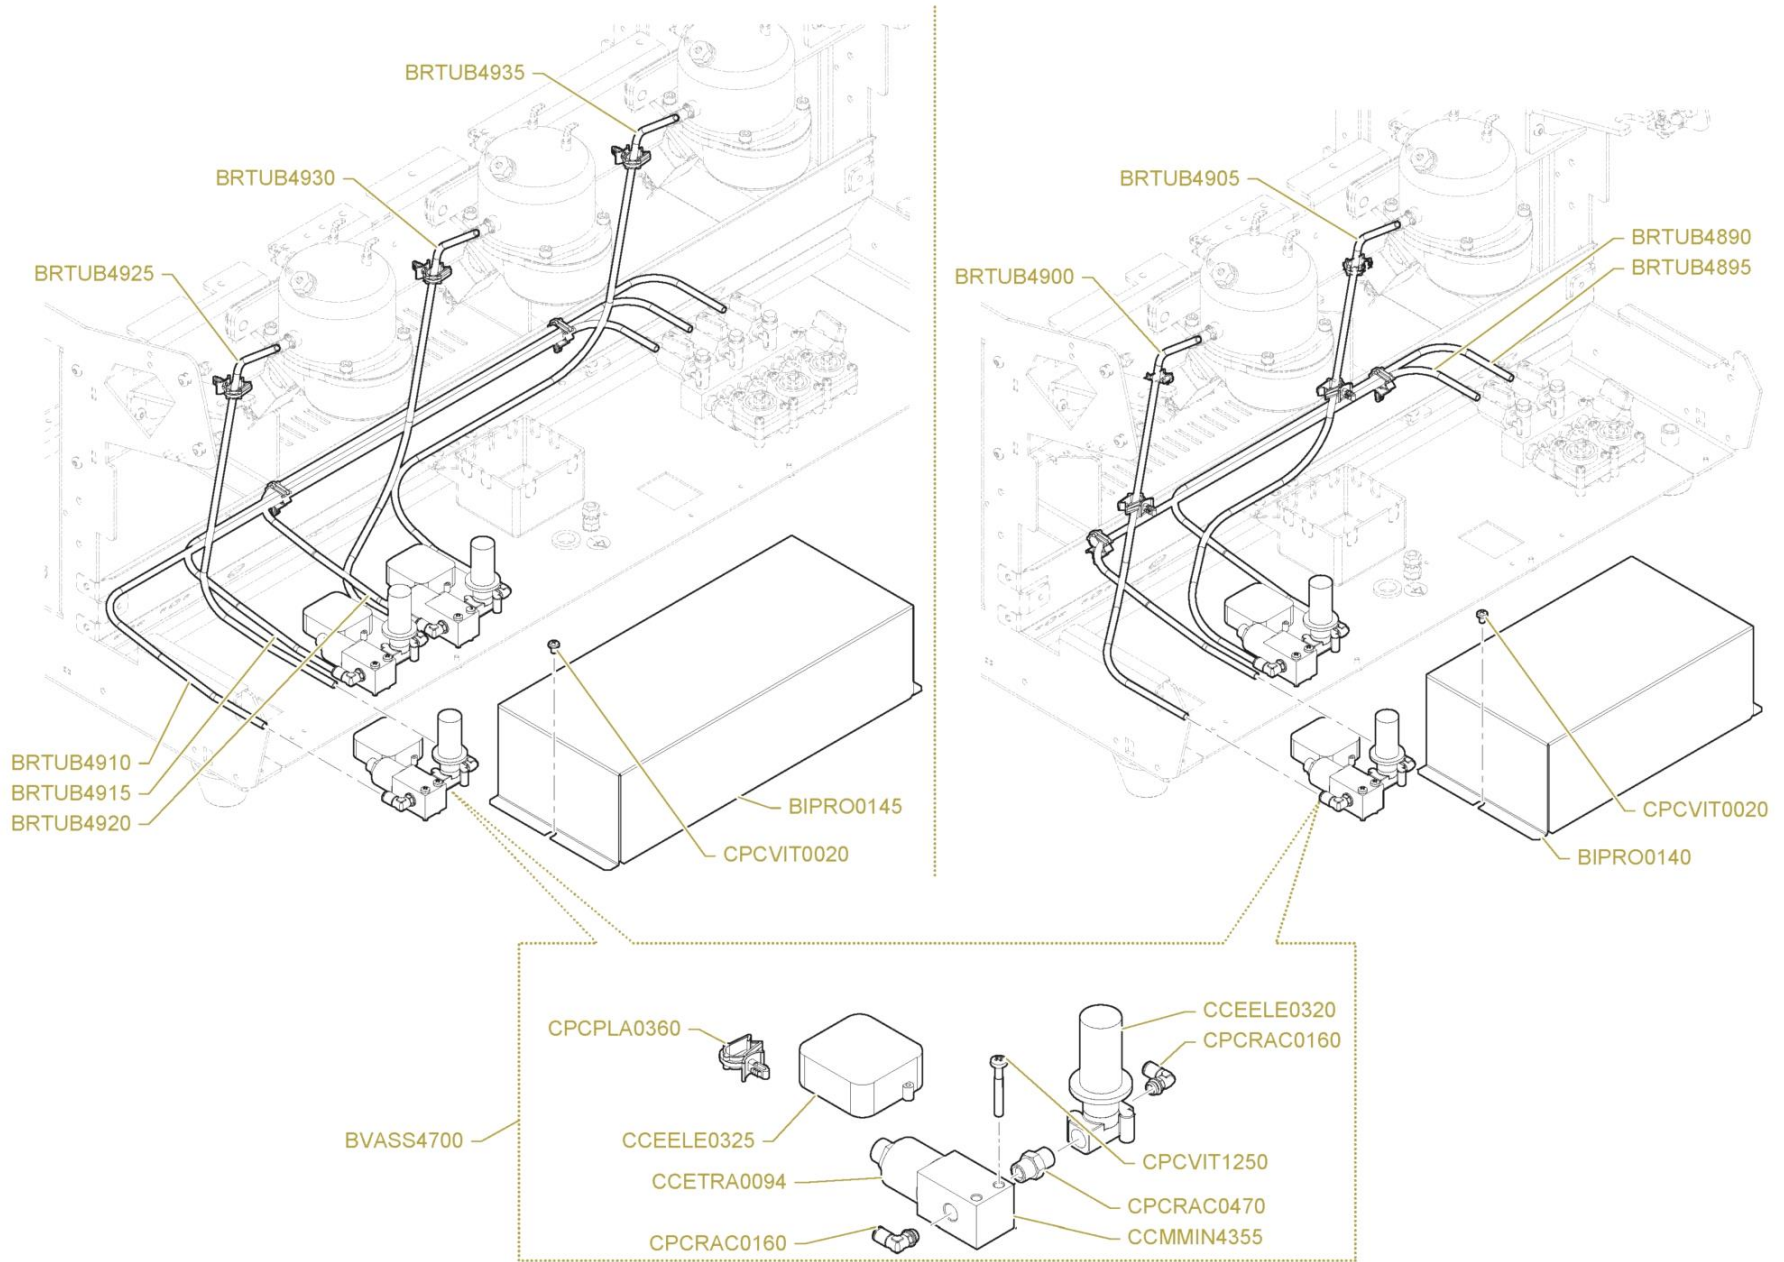 BRTUB4935
BRTUB4930
BRTUB4925
BRTUB4910
BRTUB4915
BRTUB4920
BIPRO0145
CPCVIT0020
BRTUB4905
BRTUB4890
BRTUB4895
BRTUB4900
CPCVIT0020
BIPRO0140
CPCPLA0360
CCEELE0320
CPCRAC0160
BVASS4700
CCEELE0325
CPCVIT1250
CCETRA0094
CPCRAC0470
CPCRAC0160
CCMMIN4355